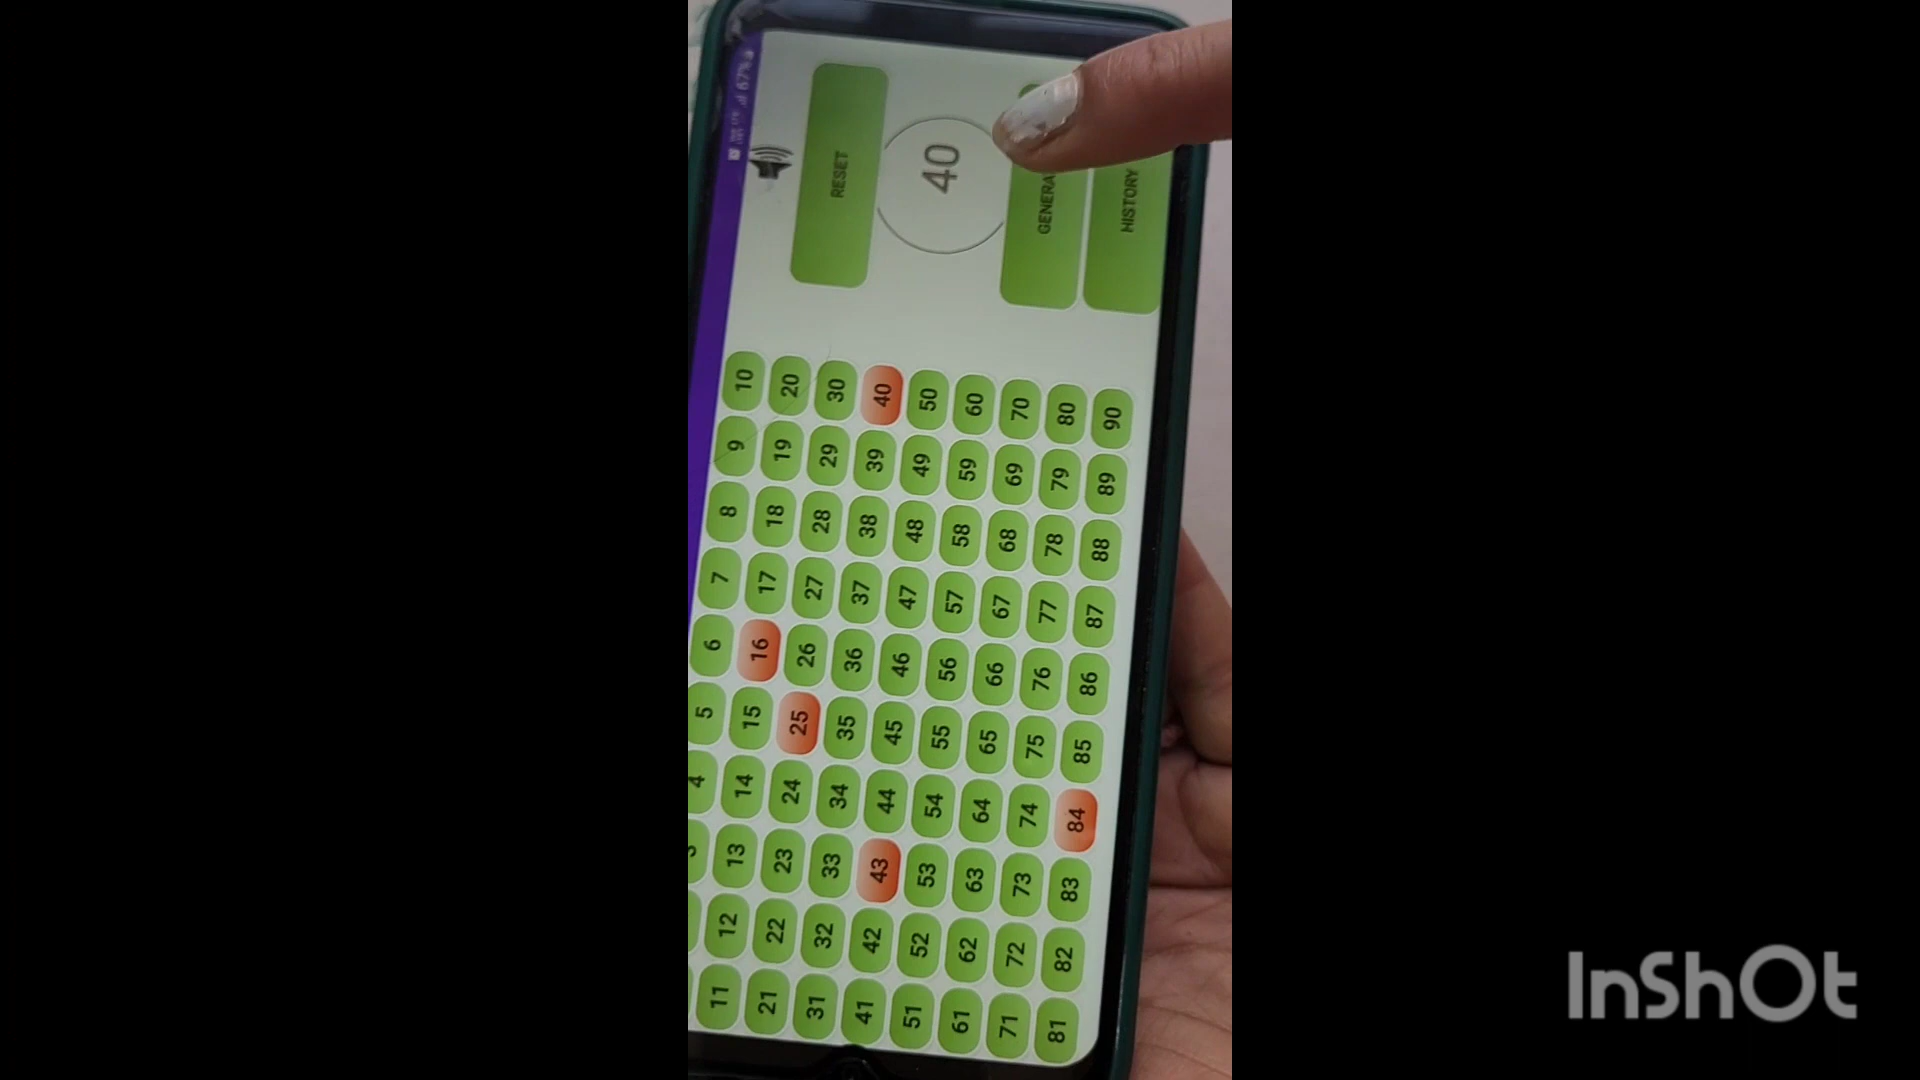 67%
RESET
40
GENERA
HISTORY
10 20 30 40 50 60 70 80 90
9 19 29 39 49 59 69 79 89
8 18 28 38 48 58 68 78 88
7 17 27 37 47 57 67 77 87
6 16 26 36 46 56 66 76 86
5 15 25 35 45 55 65 75 85
4 14 24 34 44 54 64 74 84
3 13 23 33 43 53 63 73 83
12 22 32 42 52 62 72 82
11 21 31 41 51 61 71 81
InShOt